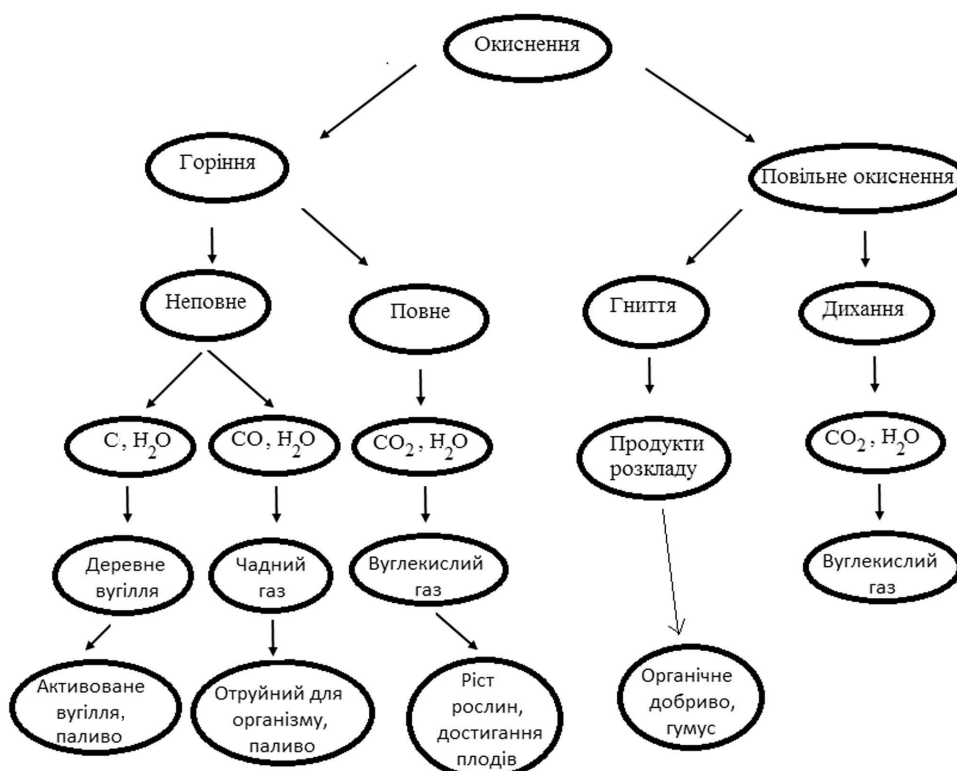 Окиснення
Горіння
Повільне окиснення
Неповне
Повне
Гниття
Дихання
C, H₂O
CO, H₂O
CO₂, H₂O
Продукти
розкладу
CO₂, H₂O
Деревне
вугілля
Чадний
газ
Вуглекислий
газ
Вуглекислий
газ
Активоване
вугілля,
паливо
Отруйний для
організму,
паливо
Ріст
рослин,
достигання
плодів
Органічне
добриво,
гумус